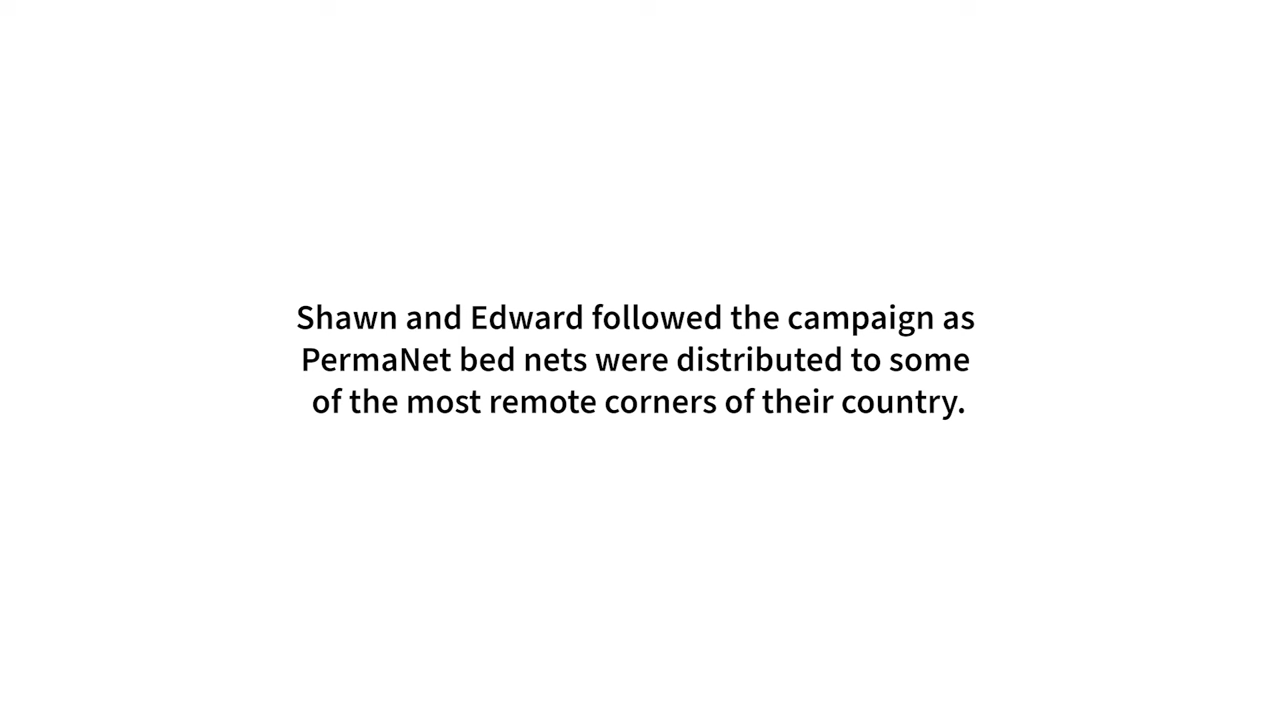 Shawn and Edward followed the campaign as
PermaNet bed nets were distributed to some
of the most remote corners of their country.